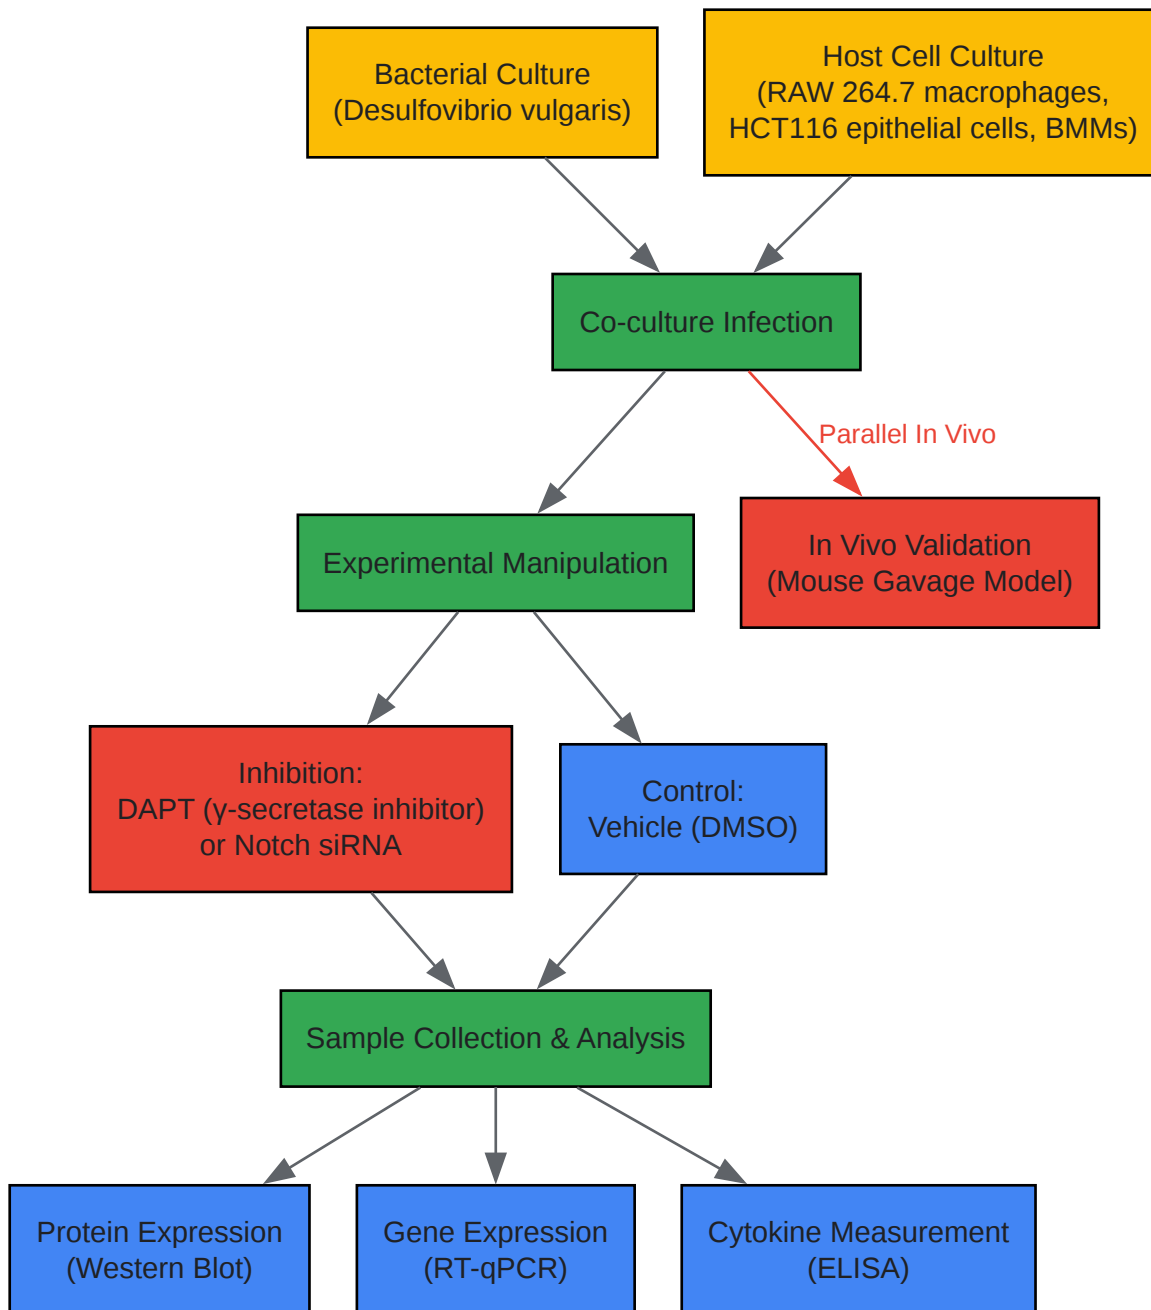 Bacterial Culture
(Desulfovibrio vulgaris)
Host Cell Culture
(RAW 264.7 macrophages,
HCT116 epithelial cells, BMMs)
Co-culture Infection
Parallel In Vivo
In Vivo Validation
(Mouse Gavage Model)
Experimental Manipulation
Inhibition:
DAPT (γ-secretase inhibitor)
or Notch siRNA
Control:
Vehicle (DMSO)
Sample Collection & Analysis
Protein Expression
(Western Blot)
Gene Expression
(RT-qPCR)
Cytokine Measurement
(ELISA)